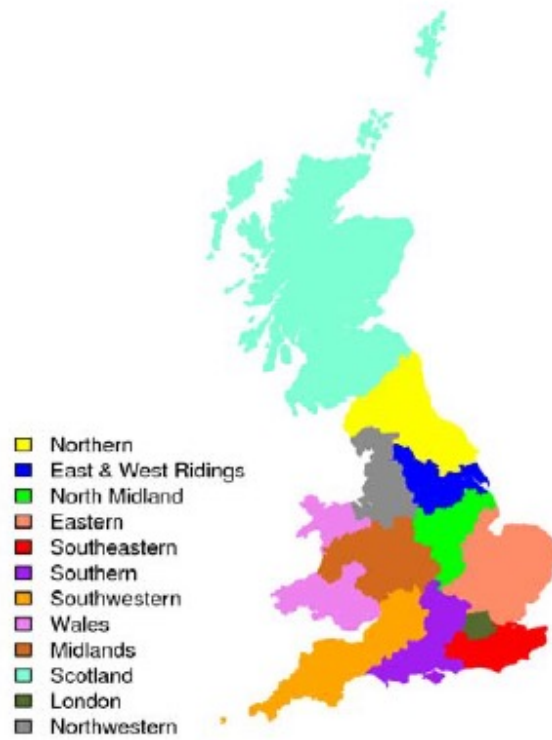 Northern
East & West Ridings
North Midland
Eastern
Southeastern
Southern
Southwestern
Wales
Midlands
Scotland
London
Northwestern